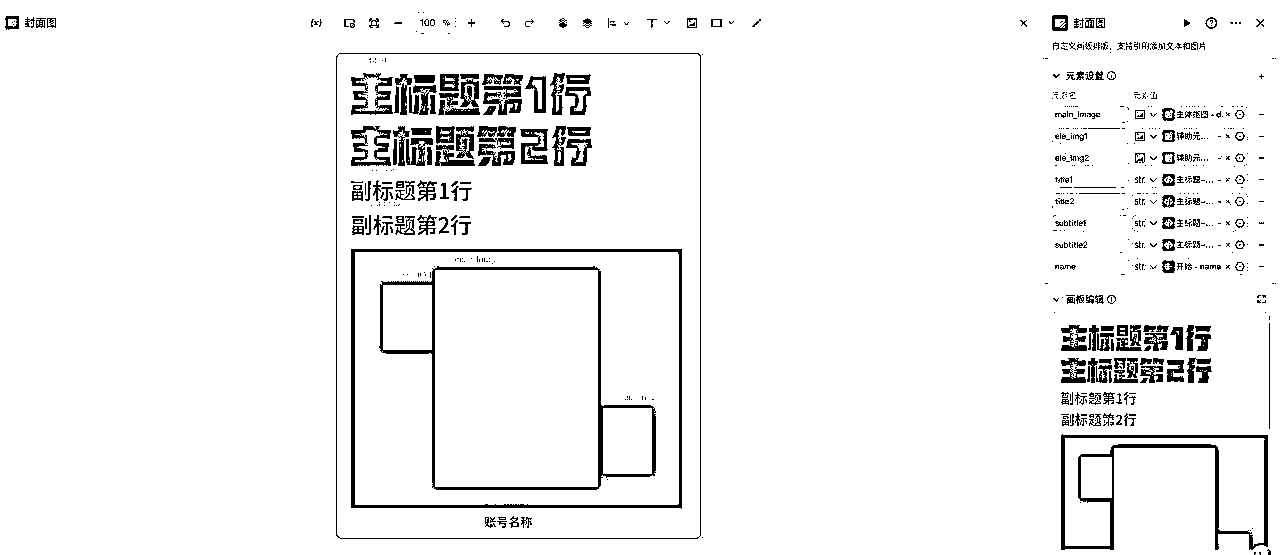 封面图
100 %
主标题第1行
主标题第2行
副标题第1行
副标题第2行
账号名称
封面图
自定义画板排版，支持引用添加文本和图片
元素设置
元素名 元素值
main_image 主体抠图 - d...
ele_img1 辅助元...
ele_img2 辅助元...
title1 str. 主标题-...
title2 str. 主标题-...
subtitle1 str. 主标题-...
subtitle2 str. 主标题-...
name str. 开始 - name
画板编辑
主标题第1行
主标题第2行
副标题第1行
副标题第2行